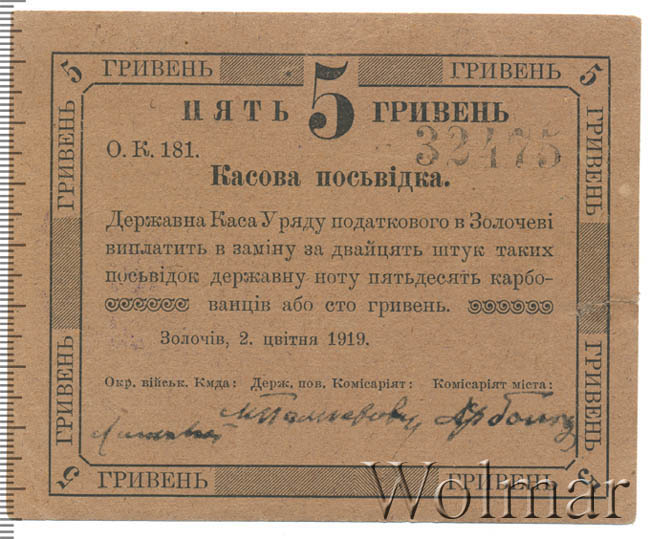 5 ГРИВЕНЬ ГРИВЕНЬ 5
ПЯТЬ 5 ГРИВЕНЬ
32475
О. К. 181.
Касова посьвідка.
Державна Каса Уряду податкового в Золочеві
виплатить в заміну за двайцять штук таких
посьвідок державну ноту пятьдесять карбо-
ванців або сто гривень.
Золочів, 2. цвітня 1919.
Окр. військ. Кмда: Держ. пов. Комісаріят: Комісаріят міста:
ГРИВЕНЬ
ГРИВЕНЬ
ГРИВЕНЬ
ГРИВЕНЬ
5 ГРИВЕНЬ ГРИВЕНЬ 5
Wolmar